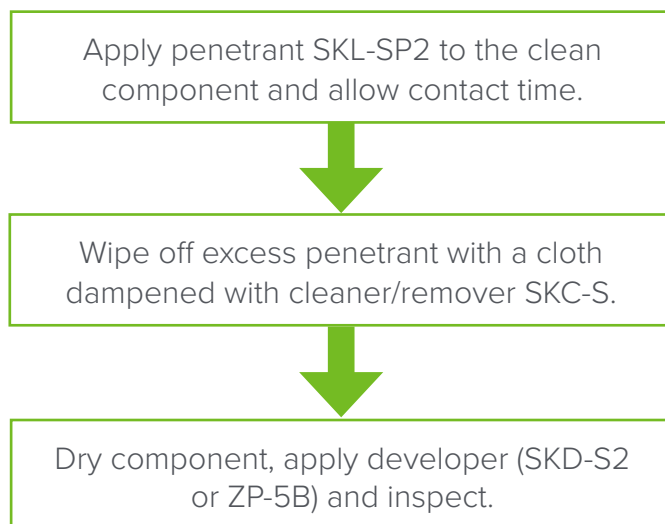 Apply penetrant SKL-SP2 to the clean
component and allow contact time.
Wipe off excess penetrant with a cloth
dampened with cleaner/remover SKC-S.
Dry component, apply developer (SKD-S2
or ZP-5B) and inspect.